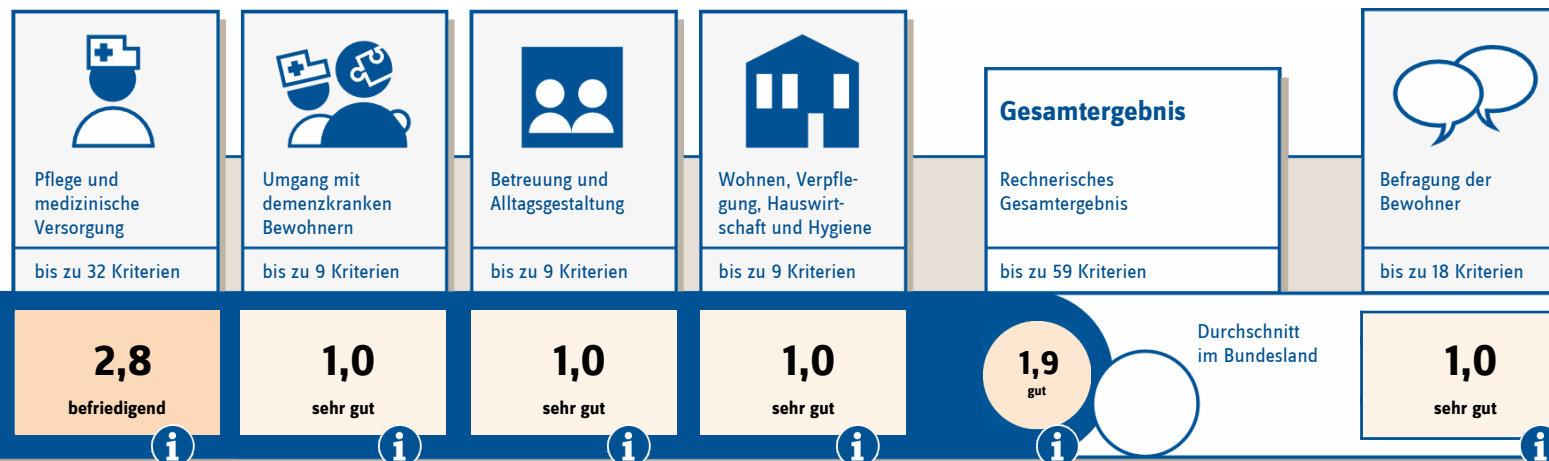 Pflege und
medizinische
Versorgung
bis zu 32 Kriterien
2,8
befriedigend
i
Umgang mit
demenzkranken
Bewohnern
bis zu 9 Kriterien
1,0
sehr gut
i
Betreuung und
Alltagsgestaltung
bis zu 9 Kriterien
1,0
sehr gut
i
Wohnen, Verpfle-
gung, Hauswirt-
schaft und Hygiene
bis zu 9 Kriterien
1,0
sehr gut
i
Gesamtergebnis
Rechnerisches
Gesamtergebnis
bis zu 59 Kriterien
1,9
gut
i
Durchschnitt
im Bundesland
Befragung der
Bewohner
bis zu 18 Kriterien
1,0
sehr gut
i